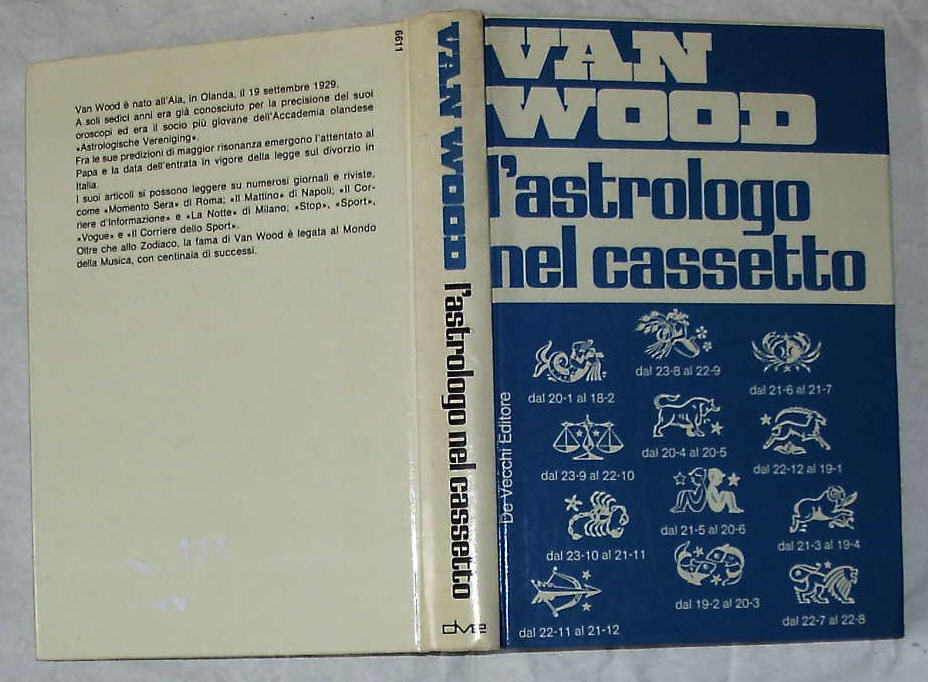 Van Wood è nato all'Aia, in Olanda, il 19 settembre 1929.
A soli sedici anni era già conosciuto per la precisione dei suoi
oroscopi ed era il socio più giovane dell'Accademia olandese
«Astrologische Vereniging».
Fra le sue predizioni di maggior risonanza emergono l'attentato al
Papa e la data dell'entrata in vigore della legge sul divorzio in
Italia.
I suoi articoli si possono leggere su numerosi giornali e riviste,
come «Momento Sera» di Roma; «Il Mattino» di Napoli; «Il Cor-
riere d'Informazione» e «La Notte» di Milano; «Stop», «Sport»,
«Vogue» e «Il Corriere dello Sport».
Oltre che allo Zodiaco, la fama di Van Wood è legata al Mondo
della Musica, con centinaia di successi.
6611
VAN WOOD l'astrologo nel cassetto
dve
VAN
WOOD
l'astrologo
nel cassetto
De Vecchi Editore
dal 20-1 al 18-2
dal 23-8 al 22-9
dal 21-6 al 21-7
dal 23-9 al 22-10
dal 20-4 al 20-5
dal 22-12 al 19-1
dal 23-10 al 21-11
dal 21-5 al 20-6
dal 21-3 al 19-4
dal 22-11 al 21-12
dal 19-2 al 20-3
dal 22-7 al 22-8